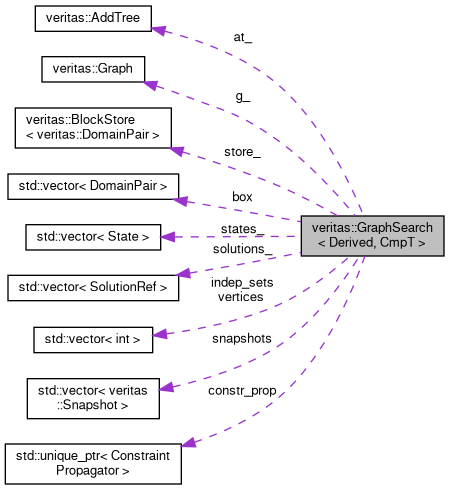 veritas::AddTree
at_
veritas::Graph
g_
veritas::BlockStore
< veritas::DomainPair >
store_
std::vector< DomainPair >
box
veritas::GraphSearch
< Derived, CmpT >
std::vector< State >
states_
solutions_
std::vector< SolutionRef >
indep_sets
vertices
std::vector< int >
snapshots
std::vector< veritas
::Snapshot >
constr_prop
std::unique_ptr< Constraint
Propagator >